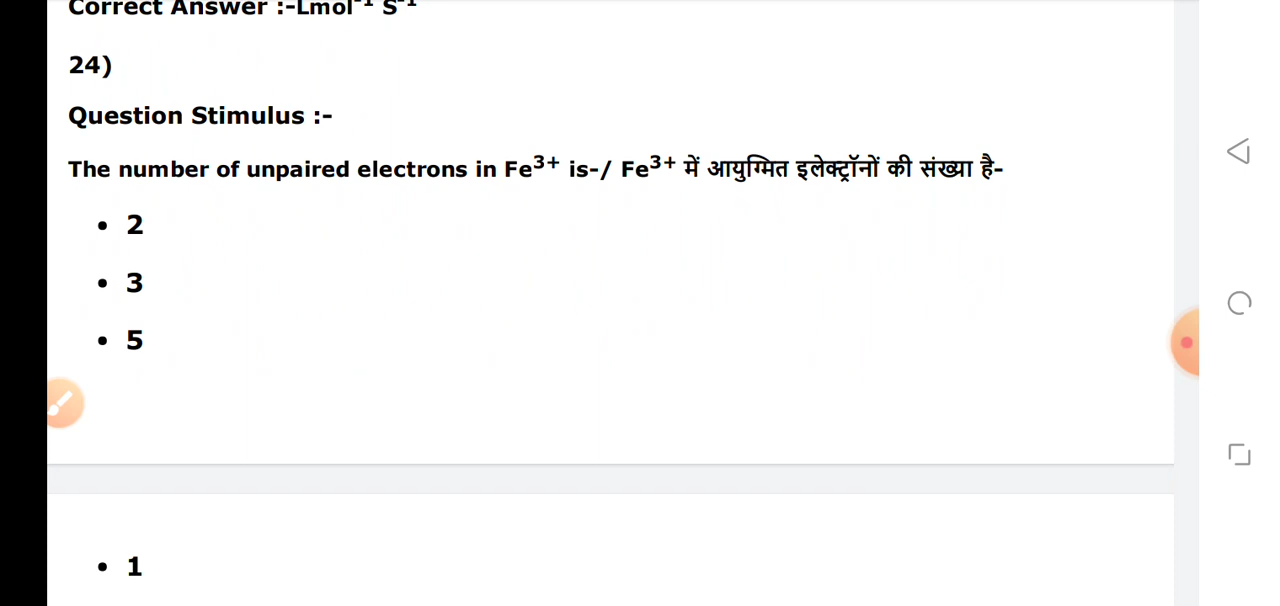 Correct Answer :-Lmol⁻¹ S⁻¹
24)
Question Stimulus :-
The number of unpaired electrons in Fe³⁺ is-/ Fe³⁺ में आयुग्मित इलेक्ट्रॉनों की संख्या है-
• 2
• 3
• 5
• 1